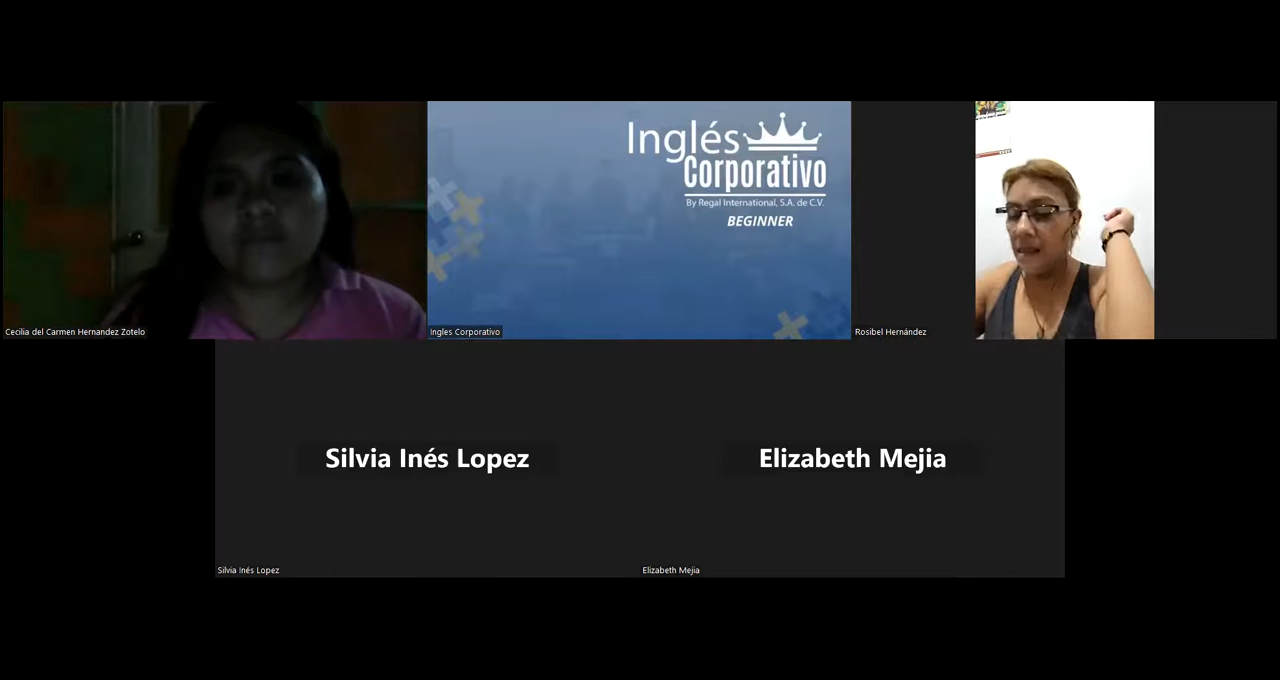 Inglés
Corporativo
By Regal International, S.A. de C.V.
BEGINNER
Cecilia del Carmen Hernandez Zotelo
Ingles Corporativo
Rosibel Hernández
Silvia Inés Lopez
Elizabeth Mejia
Silvia Inés Lopez
Elizabeth Mejia